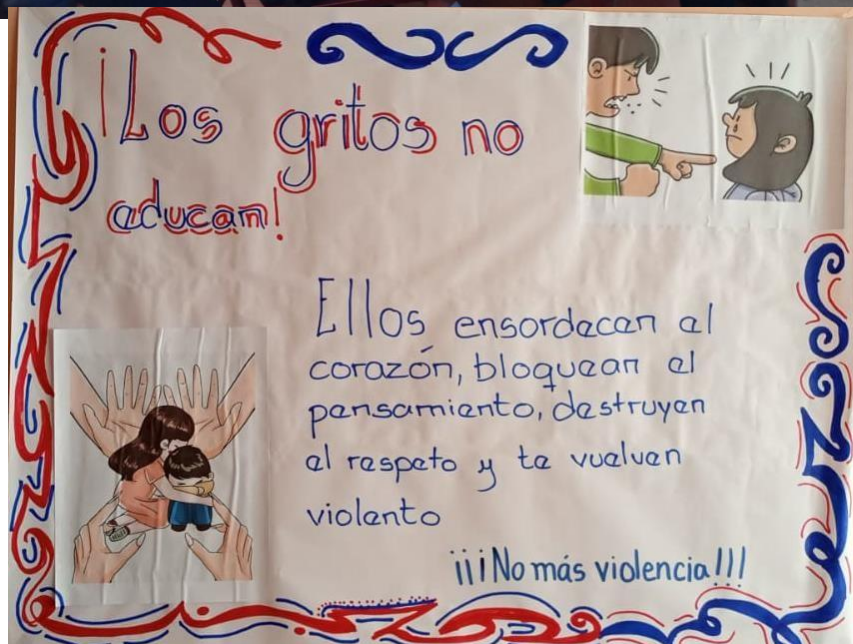 ¡Los gritos no
educan!
Ellos ensordecen el
corazón, bloquean el
pensamiento, destruyen
el respeto y te vuelven
violento
¡¡¡No más violencia!!!